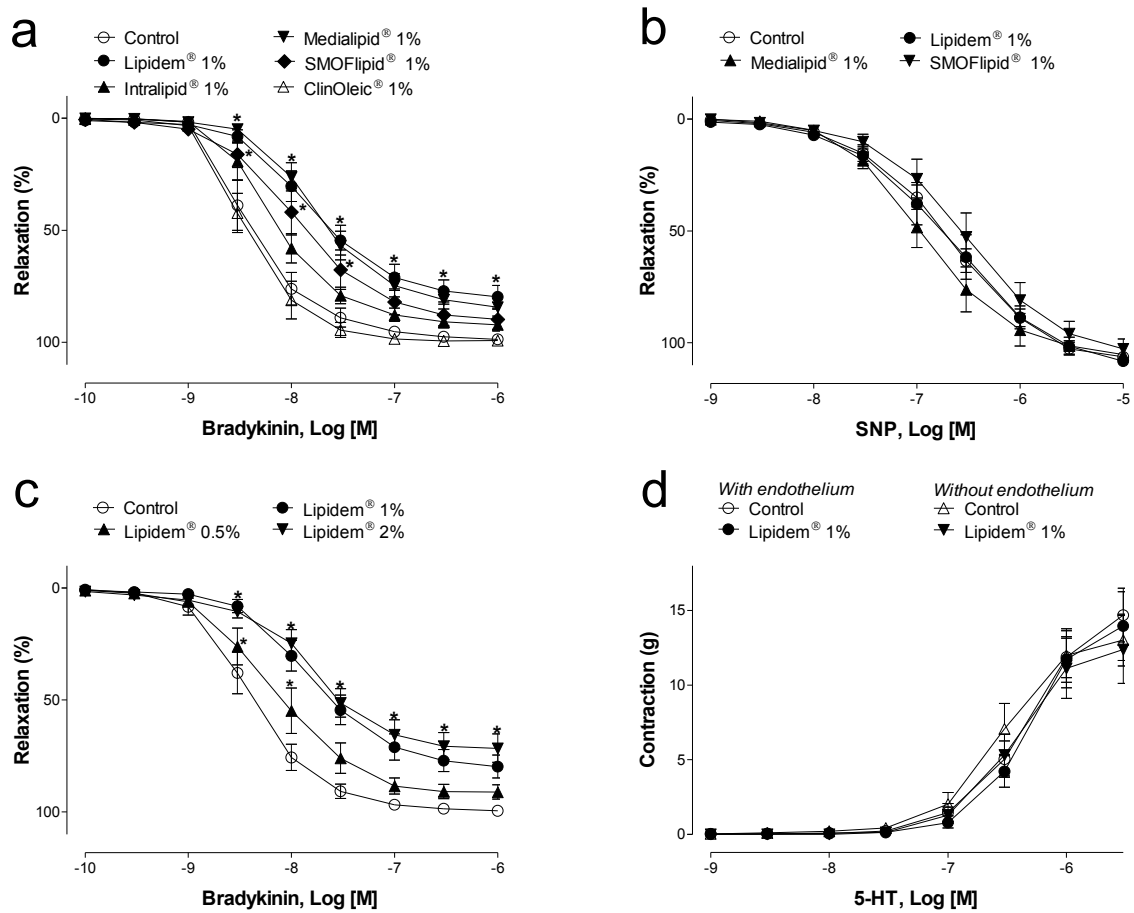 a
Control
Lipidem® 1%
Intralipid® 1%
Medialipid® 1%
SMOFlipid® 1%
ClinOleic® 1%
Relaxation (%)
0
50
100
* * * * * * * * *
-10 -9 -8 -7 -6
Bradykinin, Log [M]
b
Control
Medialipid® 1%
Lipidem® 1%
SMOFlipid® 1%
Relaxation (%)
0
50
100
-9 -8 -7 -6 -5
SNP, Log [M]
c
Control
Lipidem® 0.5%
Lipidem® 1%
Lipidem® 2%
Relaxation (%)
0
50
100
* * * * * * * *
-10 -9 -8 -7 -6
Bradykinin, Log [M]
d
With endothelium
Control
Lipidem® 1%
Without endothelium
Control
Lipidem® 1%
Contraction (g)
15
10
5
0
-9 -8 -7 -6
5-HT, Log [M]